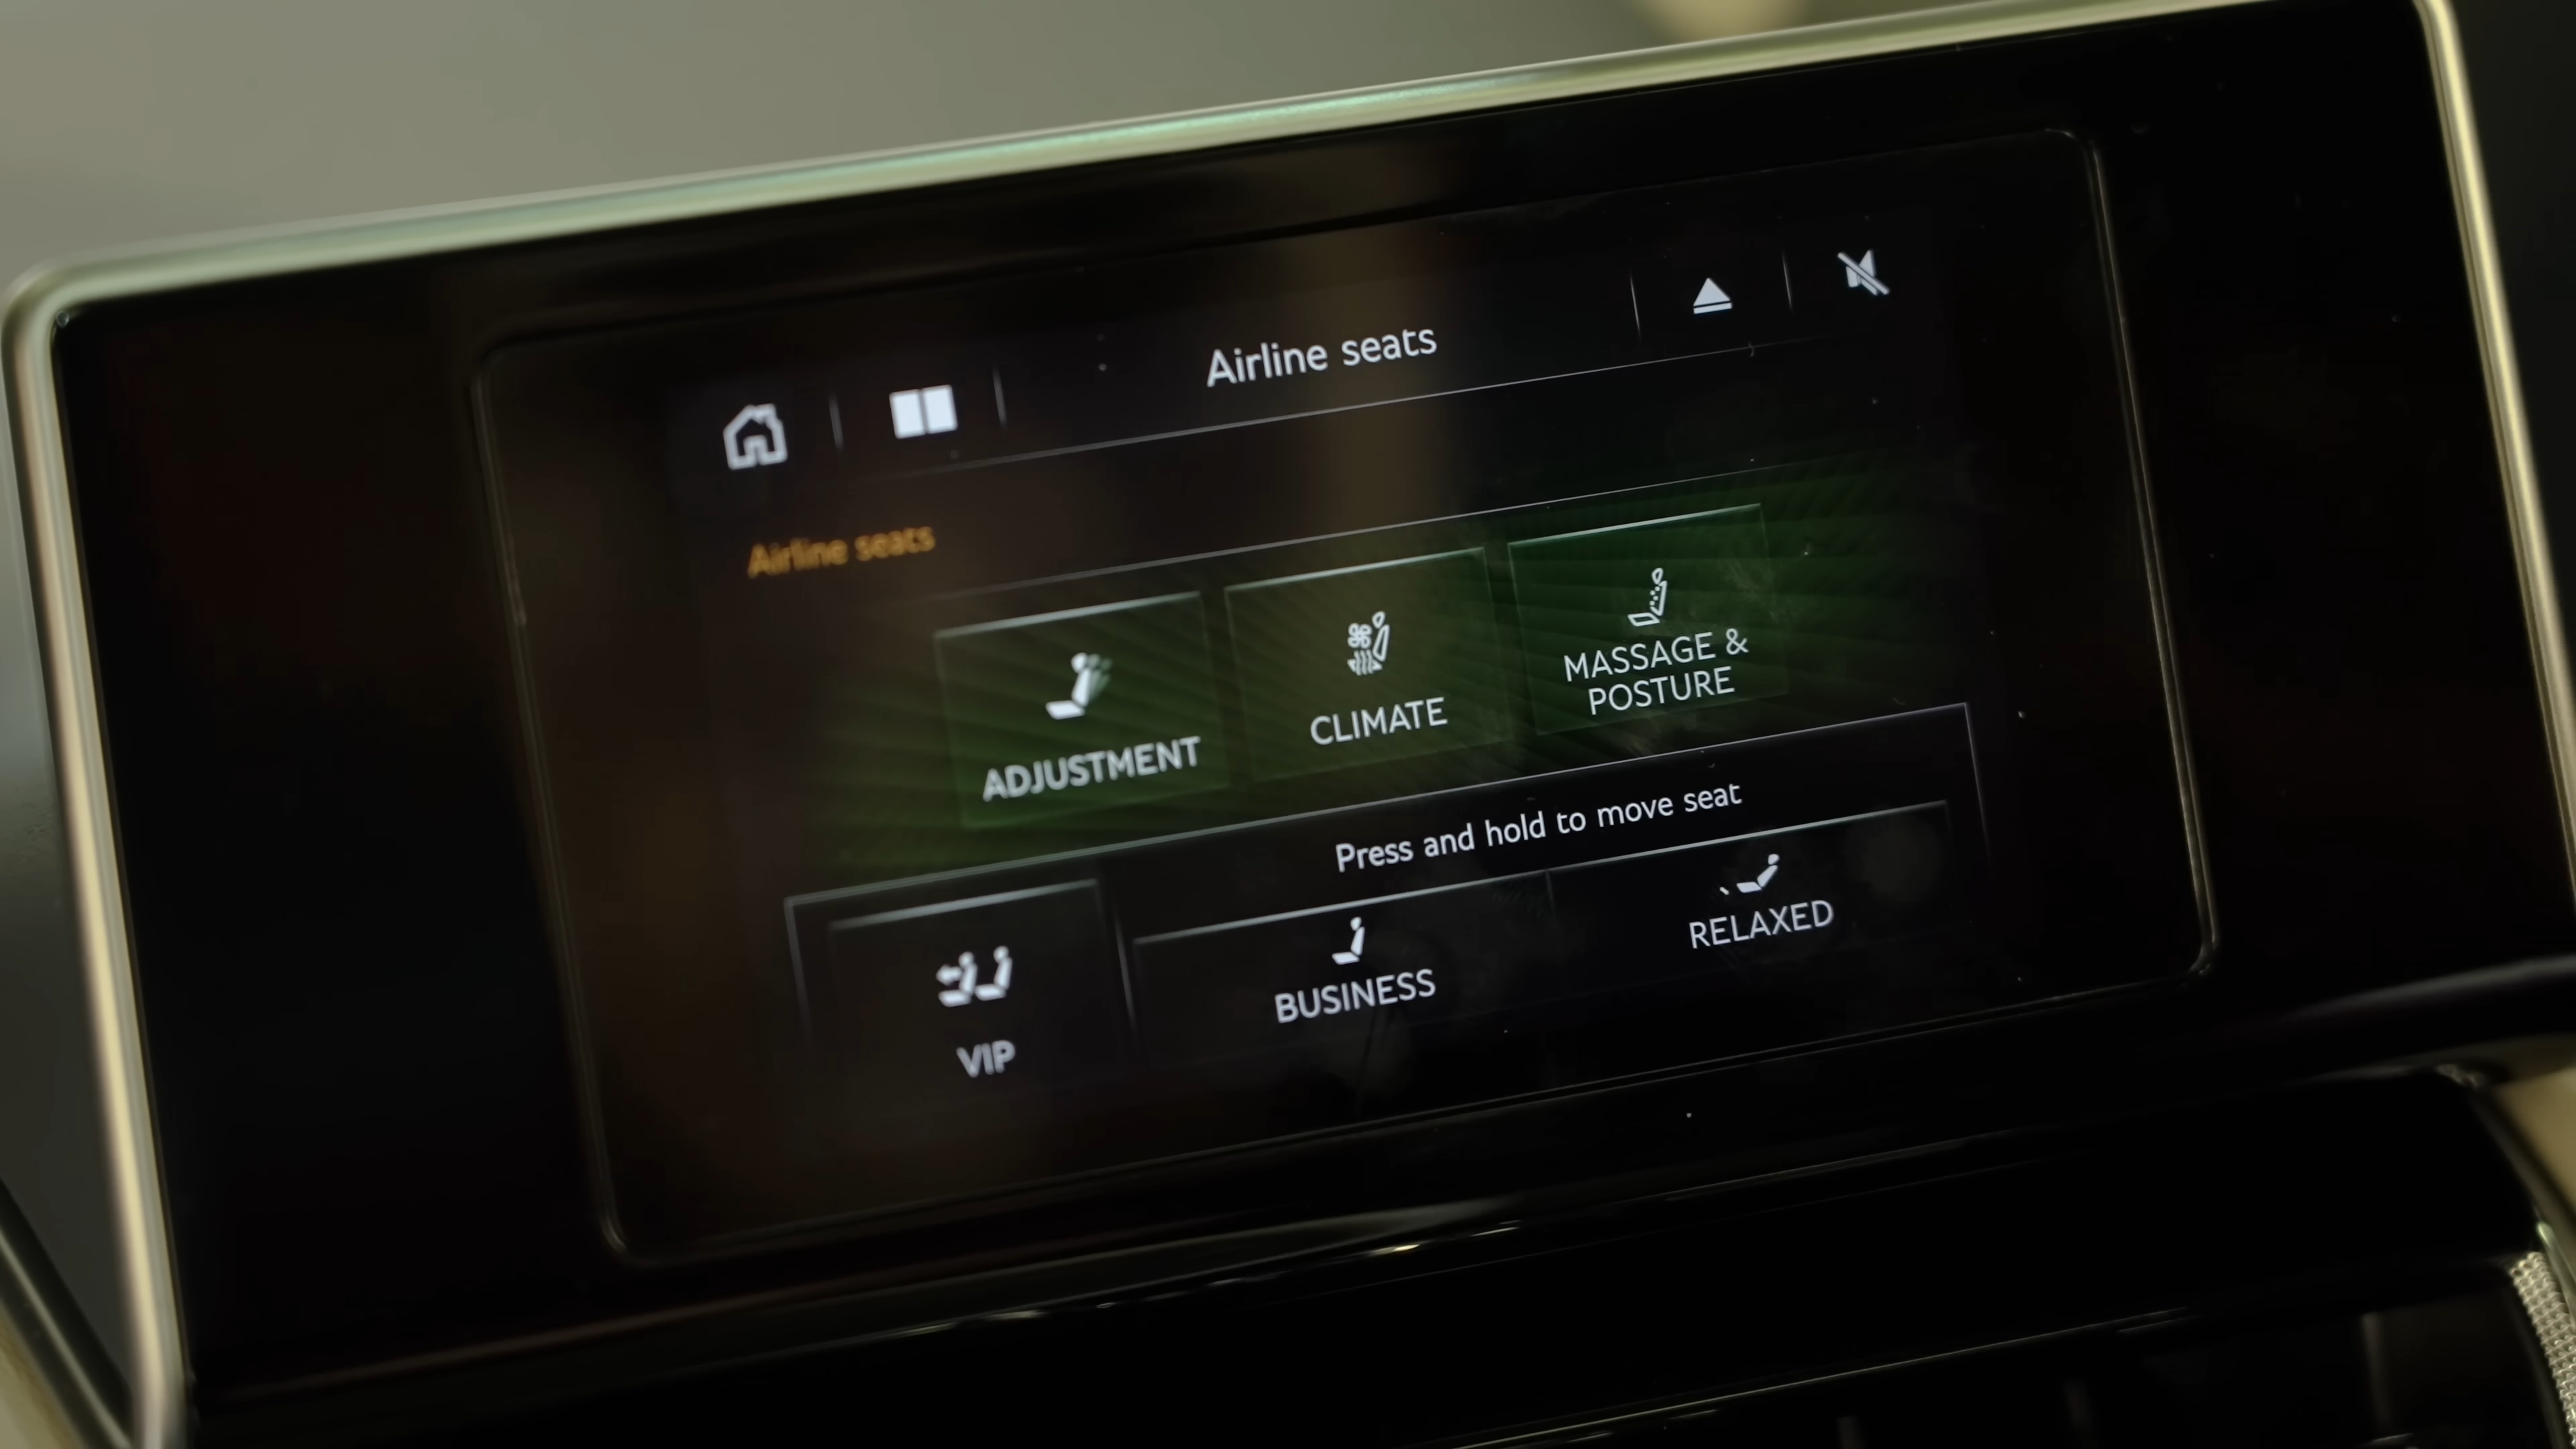 Airline seats
Airline seats
ADJUSTMENT
CLIMATE
MASSAGE &
POSTURE
Press and hold to move seat
VIP
BUSINESS
RELAXED